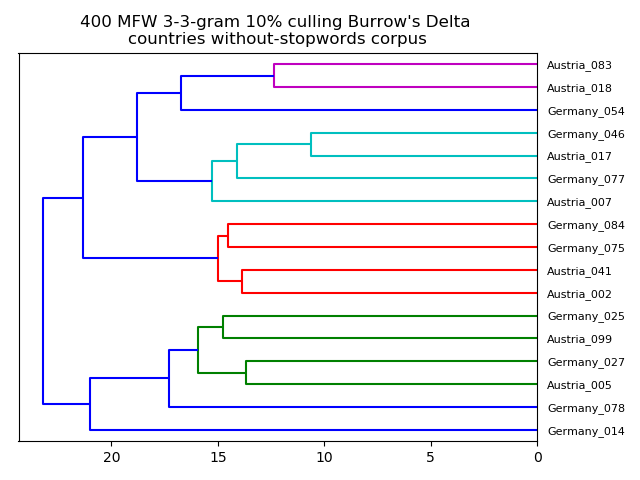 400 MFW 3-3-gram 10% culling Burrow's Delta
countries without-stopwords corpus
Austria_083
Austria_018
Germany_054
Germany_046
Austria_017
Germany_077
Austria_007
Germany_084
Germany_075
Austria_041
Austria_002
Germany_025
Austria_099
Germany_027
Austria_005
Germany_078
Germany_014
20 15 10 5 0